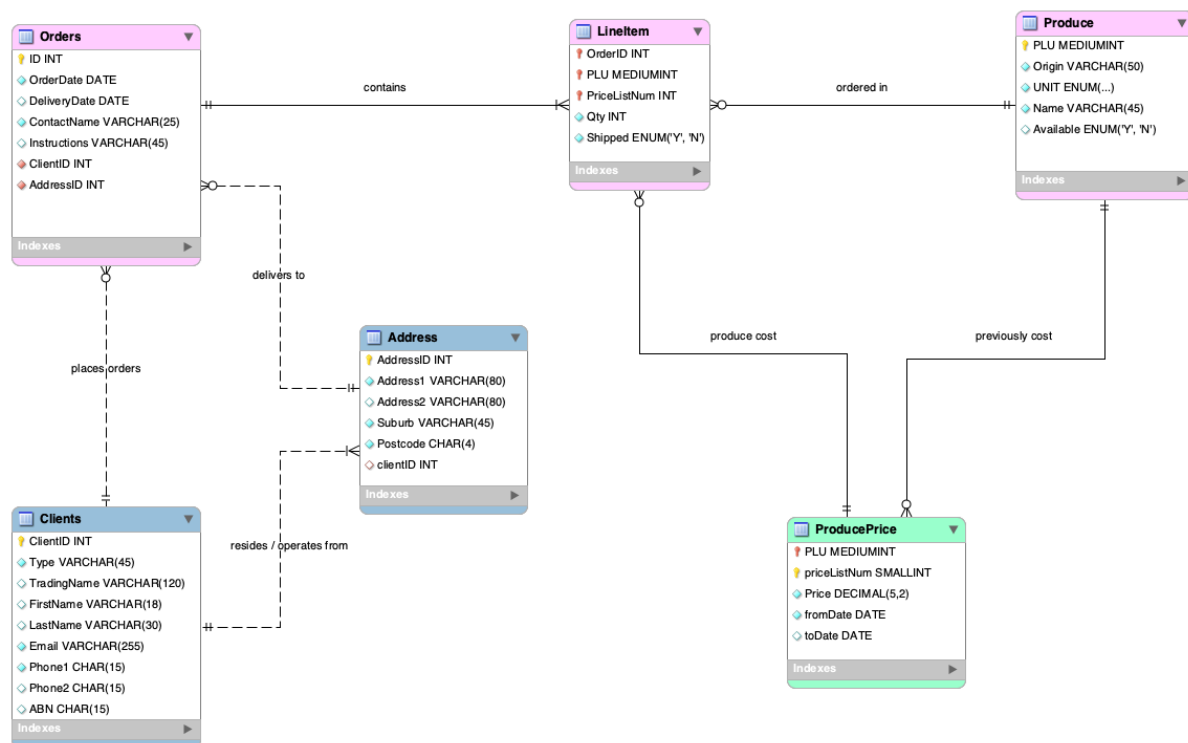 Orders
ID INT
OrderDate DATE
DeliveryDate DATE
ContactName VARCHAR(25)
Instructions VARCHAR(45)
ClientID INT
AddressID INT
Indexes
contains
LineItem
OrderID INT
PLU MEDIUMINT
PriceListNum INT
Qty INT
Shipped ENUM('Y', 'N')
Indexes
ordered in
Produce
PLU MEDIUMINT
Origin VARCHAR(50)
UNIT ENUM(...)
Name VARCHAR(45)
Available ENUM('Y', 'N')
Indexes
delivers to
places orders
Address
AddressID INT
Address1 VARCHAR(80)
Address2 VARCHAR(80)
Suburb VARCHAR(45)
Postcode CHAR(4)
clientID INT
Indexes
produce cost
previously cost
Clients
ClientID INT
Type VARCHAR(45)
TradingName VARCHAR(120)
FirstName VARCHAR(18)
LastName VARCHAR(30)
Email VARCHAR(255)
Phone1 CHAR(15)
Phone2 CHAR(15)
ABN CHAR(15)
Indexes
resides / operates from
ProducePrice
PLU MEDIUMINT
priceListNum SMALLINT
Price DECIMAL(5,2)
fromDate DATE
toDate DATE
Indexes